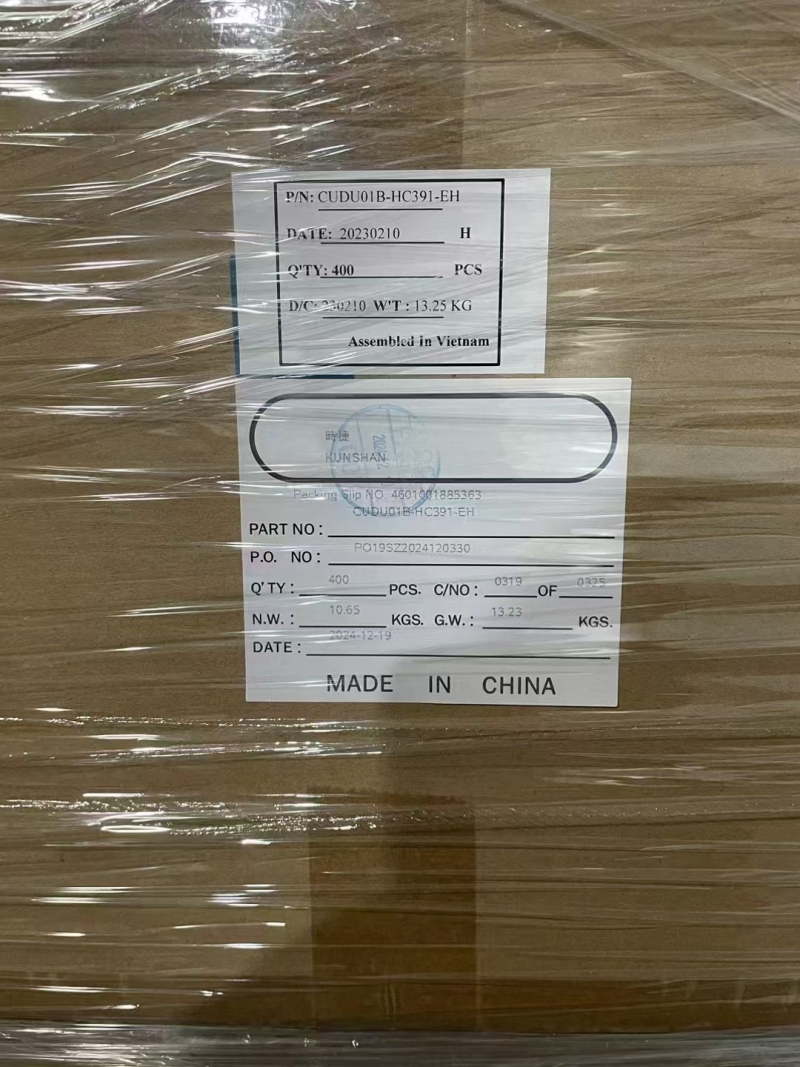 P/N: CUDU01B-HC391-EH
DATE: 20230210 H
Q'TY: 400 PCS
D/C: 230210 W'T : 13.25 KG
Assembled In Vietnam
時捷
KUNSHAN
Packing Slip NO. 4601001885363
CUDU01B-HC391-EH
PART NO :
PO19SZ2024120330
P.O. NO :
Q'TY : 400 PCS. C/NO : 0319 OF 0325
N.W. : 10.65 KGS. G.W. : 13.23 KGS.
2024-12-19
DATE :
MADE IN CHINA